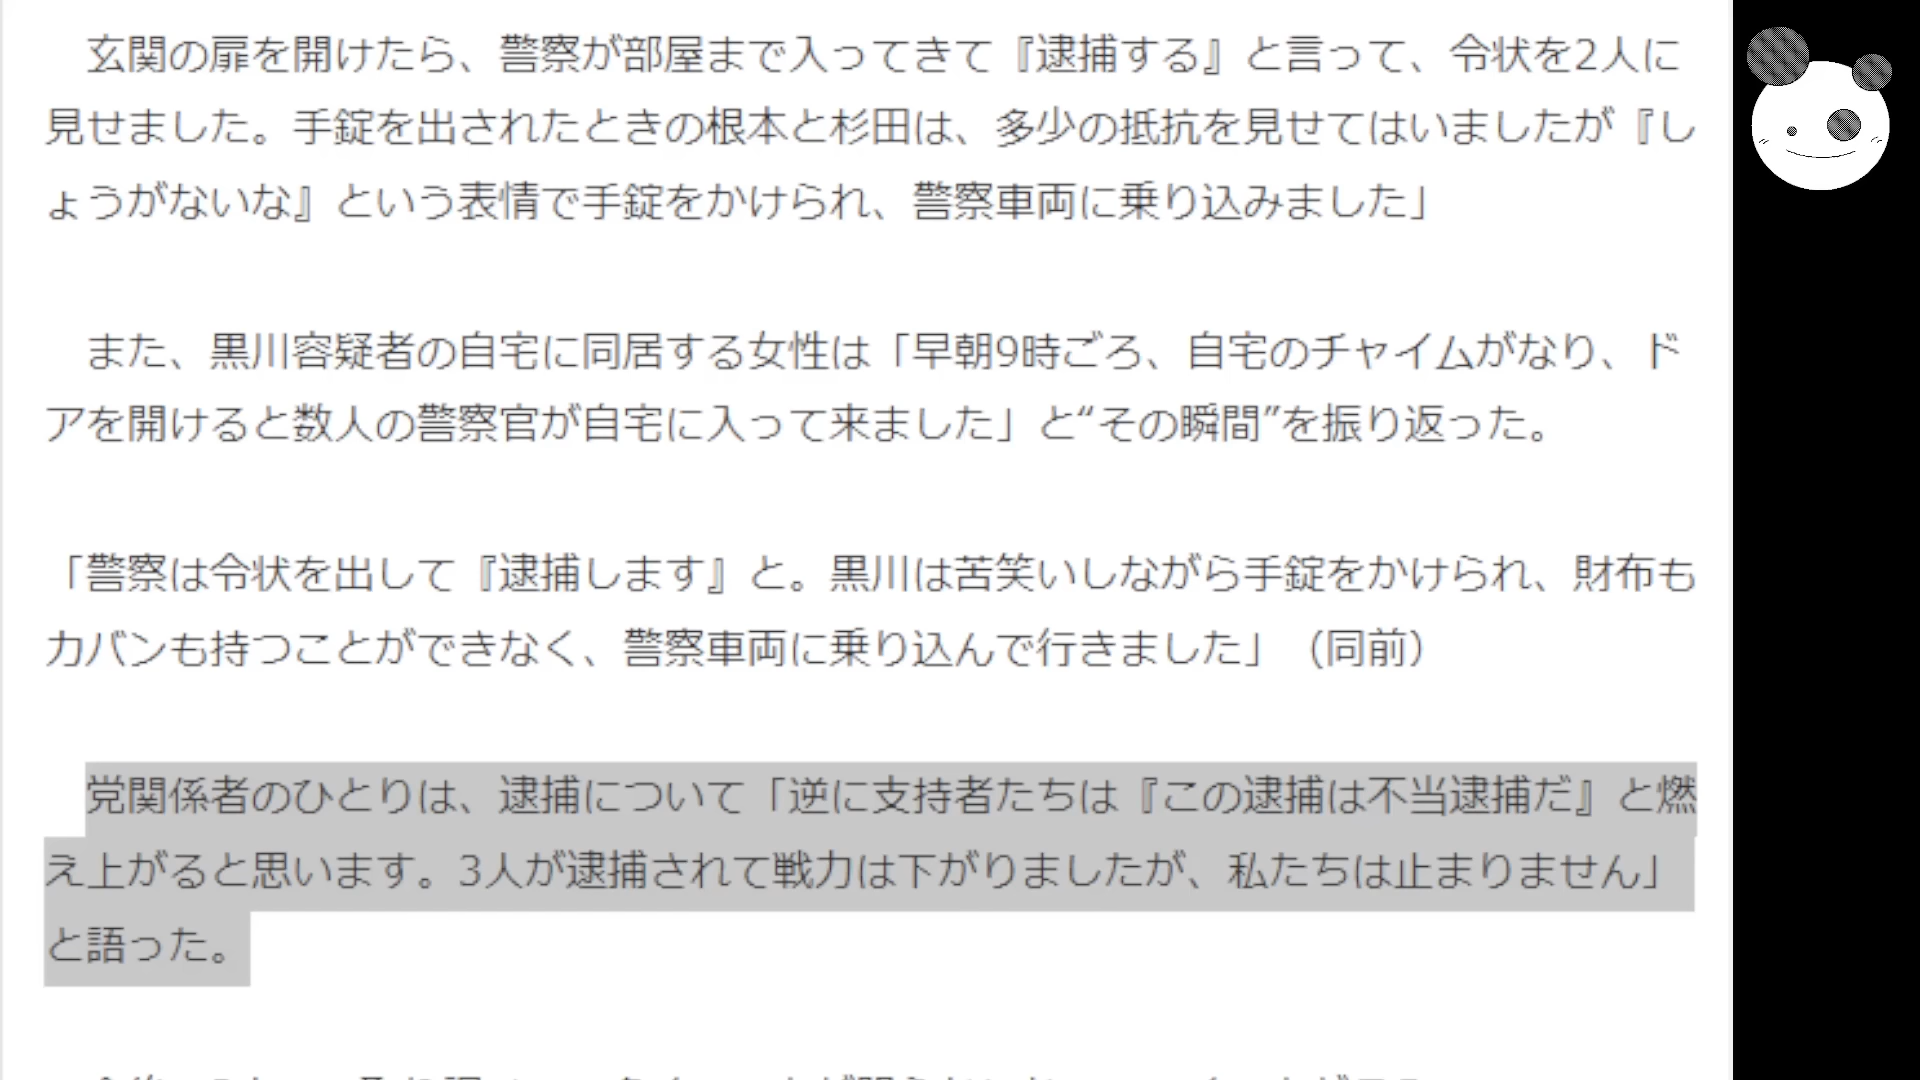 玄関の扉を開けたら、警察が部屋まで入ってきて『逮捕する』と言って、令状を2人に
見せました。手錠を出されたときの根本と杉田は、多少の抵抗を見せてはいましたが『し
ょうがないな』という表情で手錠をかけられ、警察車両に乗り込みました」
また、黒川容疑者の自宅に同居する女性は「早朝9時ごろ、自宅のチャイムがなり、ド
アを開けると数人の警察官が自宅に入って来ました」と“その瞬間”を振り返った。
「警察は令状を出して『逮捕します』と。黒川は苦笑いしながら手錠をかけられ、財布も
カバンも持つことができなく、警察車両に乗り込んで行きました」（同前）
党関係者のひとりは、逮捕について「逆に支持者たちは『この逮捕は不当逮捕だ』と燃
え上がると思います。3人が逮捕されて戦力は下がりましたが、私たちは止まりません」
と語った。